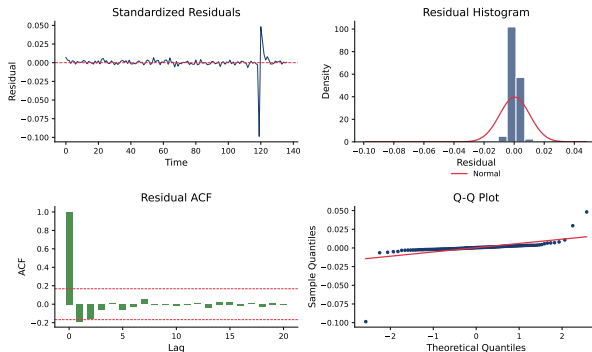 Standardized Residuals
0.050
0.025
0.000
−0.025
−0.050
−0.075
−0.100
Residual
0 20 40 60 80 100 120 140
Time
Residual Histogram
100
80
60
40
20
0
Density
−0.10 −0.08 −0.06 −0.04 −0.02 0.00 0.02 0.04
Residual
Normal
Residual ACF
1.0
0.8
0.6
0.4
0.2
0.0
−0.2
ACF
0 5 10 15 20
Lag
Q-Q Plot
0.050
0.025
0.000
−0.025
−0.050
−0.075
−0.100
Sample Quantiles
−2 −1 0 1 2
Theoretical Quantiles